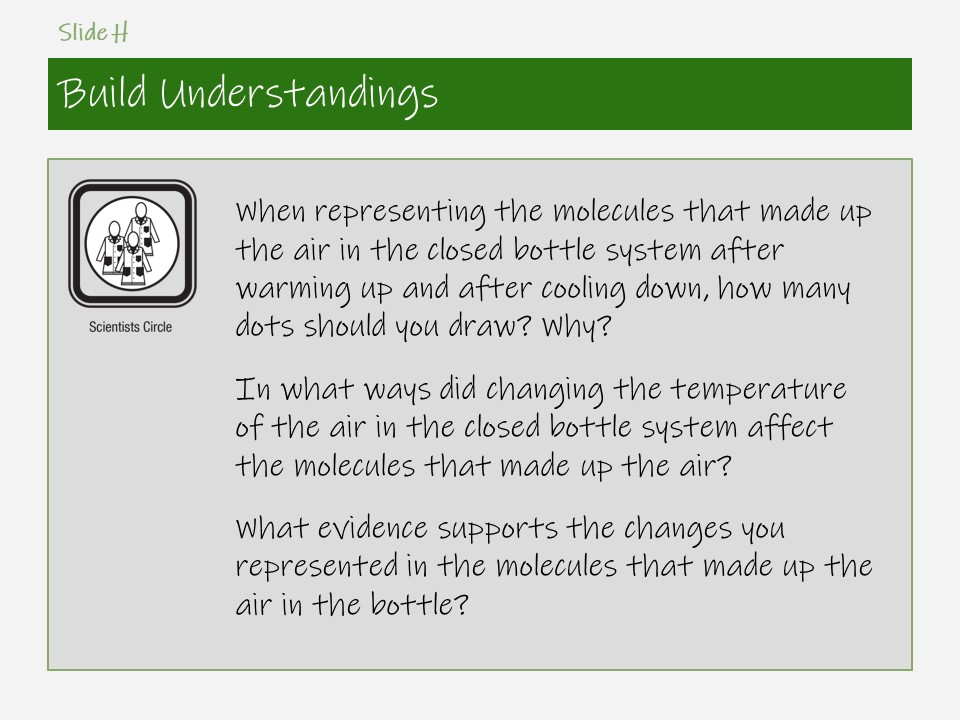 Slide H
Build Understandings
Scientists Circle
When representing the molecules that made up
the air in the closed bottle system after
warming up and after cooling down, how many
dots should you draw? Why?
In what ways did changing the temperature
of the air in the closed bottle system affect
the molecules that made up the air?
What evidence supports the changes you
represented in the molecules that made up the
air in the bottle?